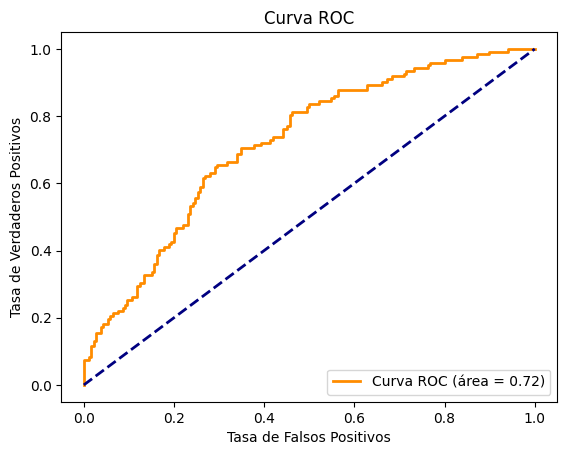 Curva ROC
1.0
0.8
0.6
0.4
0.2
0.0
Tasa de Verdaderos Positivos
Curva ROC (área = 0.72)
0.0 0.2 0.4 0.6 0.8 1.0
Tasa de Falsos Positivos